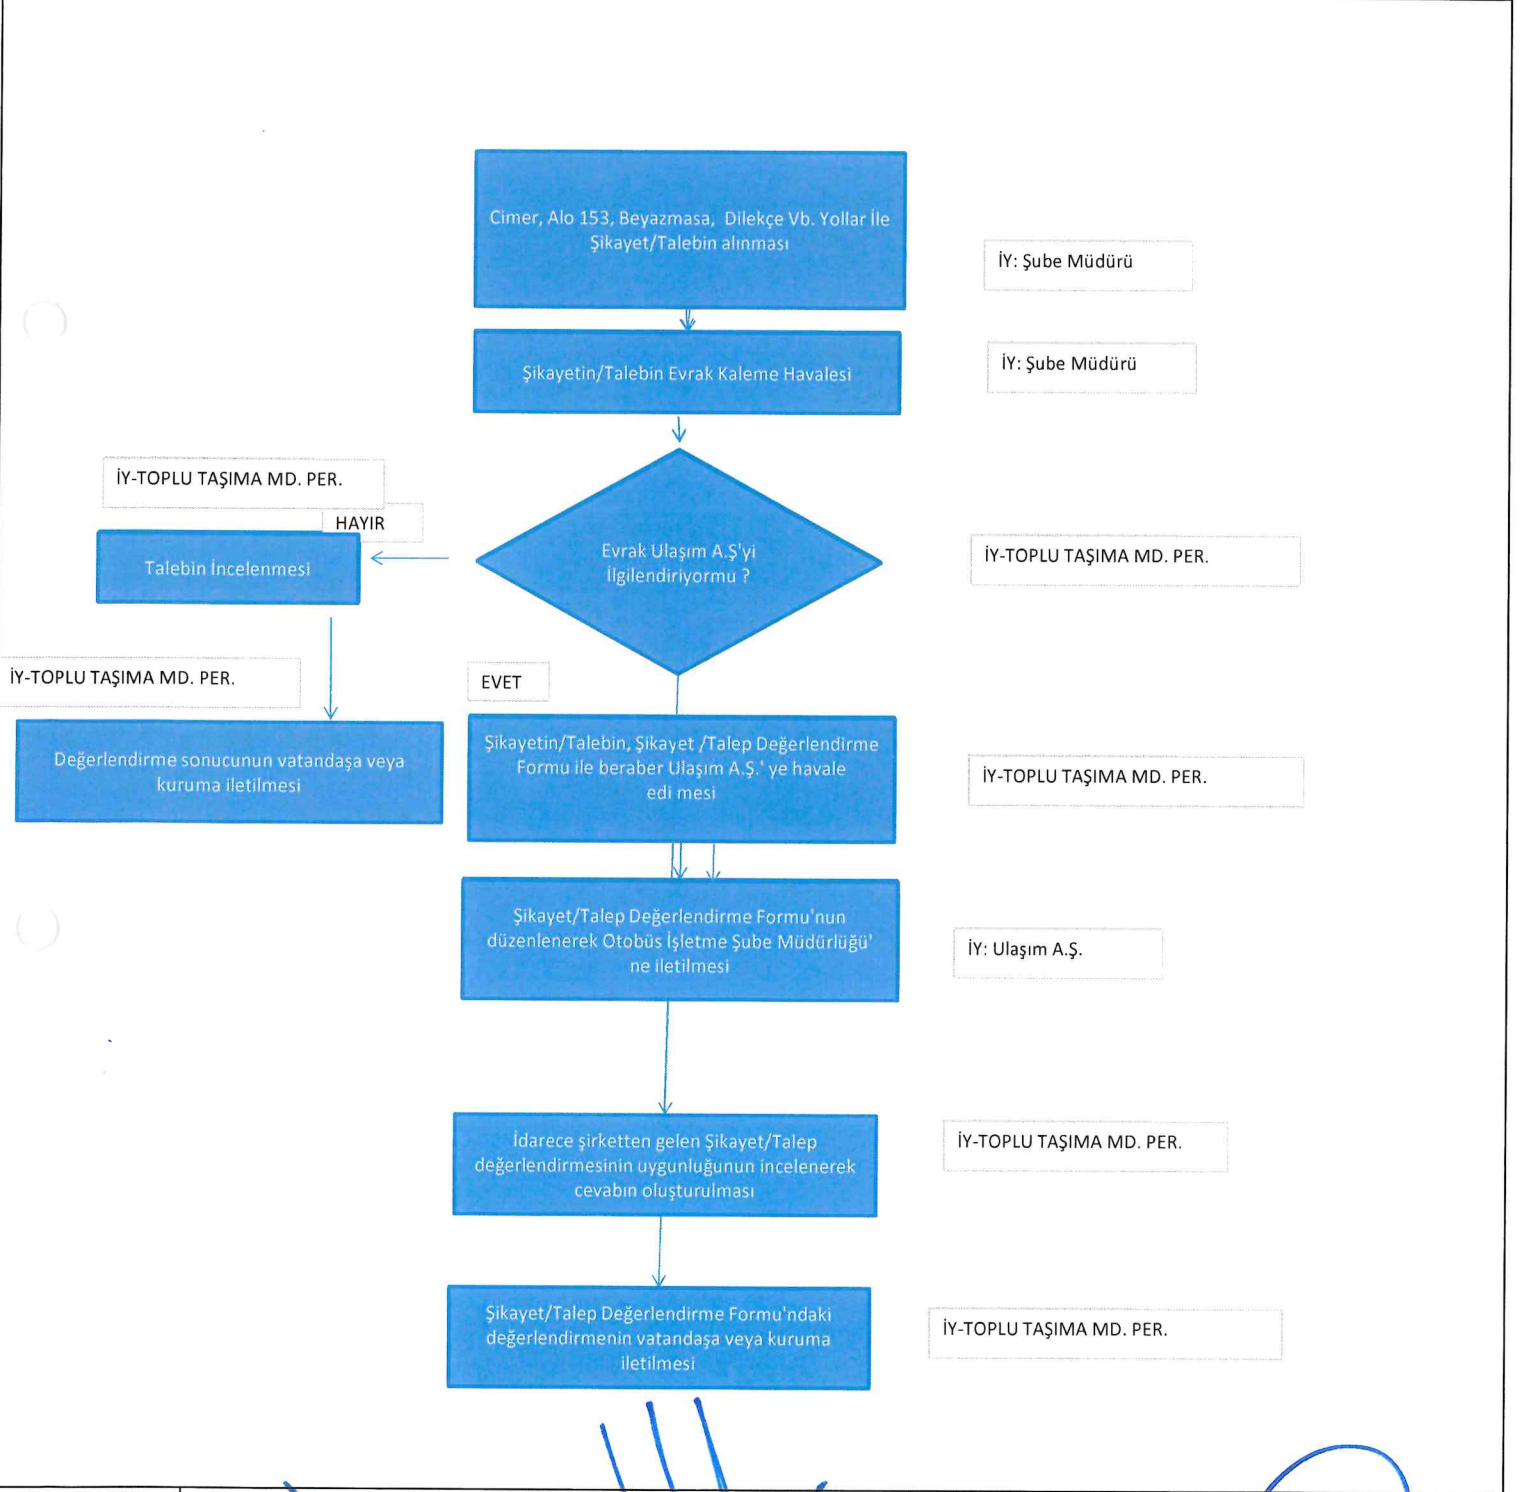 Cimer, Alo 153, Beyazmasa, Dilekçe Vb. Yollar İle
Şikayet/Talebin alınması
İY: Şube Müdürü
Şikayetin/Talebin Evrak Kaleme Havalesi
İY: Şube Müdürü
İY-TOPLU TAŞIMA MD. PER.
HAYIR
Talebin İncelenmesi
Evrak Ulaşım A.Ş'yi
İlgilendiriyormu ?
İY-TOPLU TAŞIMA MD. PER.
İY-TOPLU TAŞIMA MD. PER.
Değerlendirme sonucunun vatandaşa veya
kuruma iletilmesi
EVET
Şikayetin/Talebin, Şikayet /Talep Değerlendirme
Formu ile beraber Ulaşım A.Ş.' ye havale
edi mesi
İY-TOPLU TAŞIMA MD. PER.
Şikayet/Talep Değerlendirme Formu'nun
düzenlenerek Otobüs İşletme Şube Müdürlüğü'
ne iletilmesi
İY: Ulaşım A.Ş.
İdarece şirketten gelen Şikayet/Talep
değerlendirmesinin uygunluğunun incelenerek
cevabın oluşturulması
İY-TOPLU TAŞIMA MD. PER.
Şikayet/Talep Değerlendirme Formu'ndaki
değerlendirmenin vatandaşa veya kuruma
iletilmesi
İY-TOPLU TAŞIMA MD. PER.